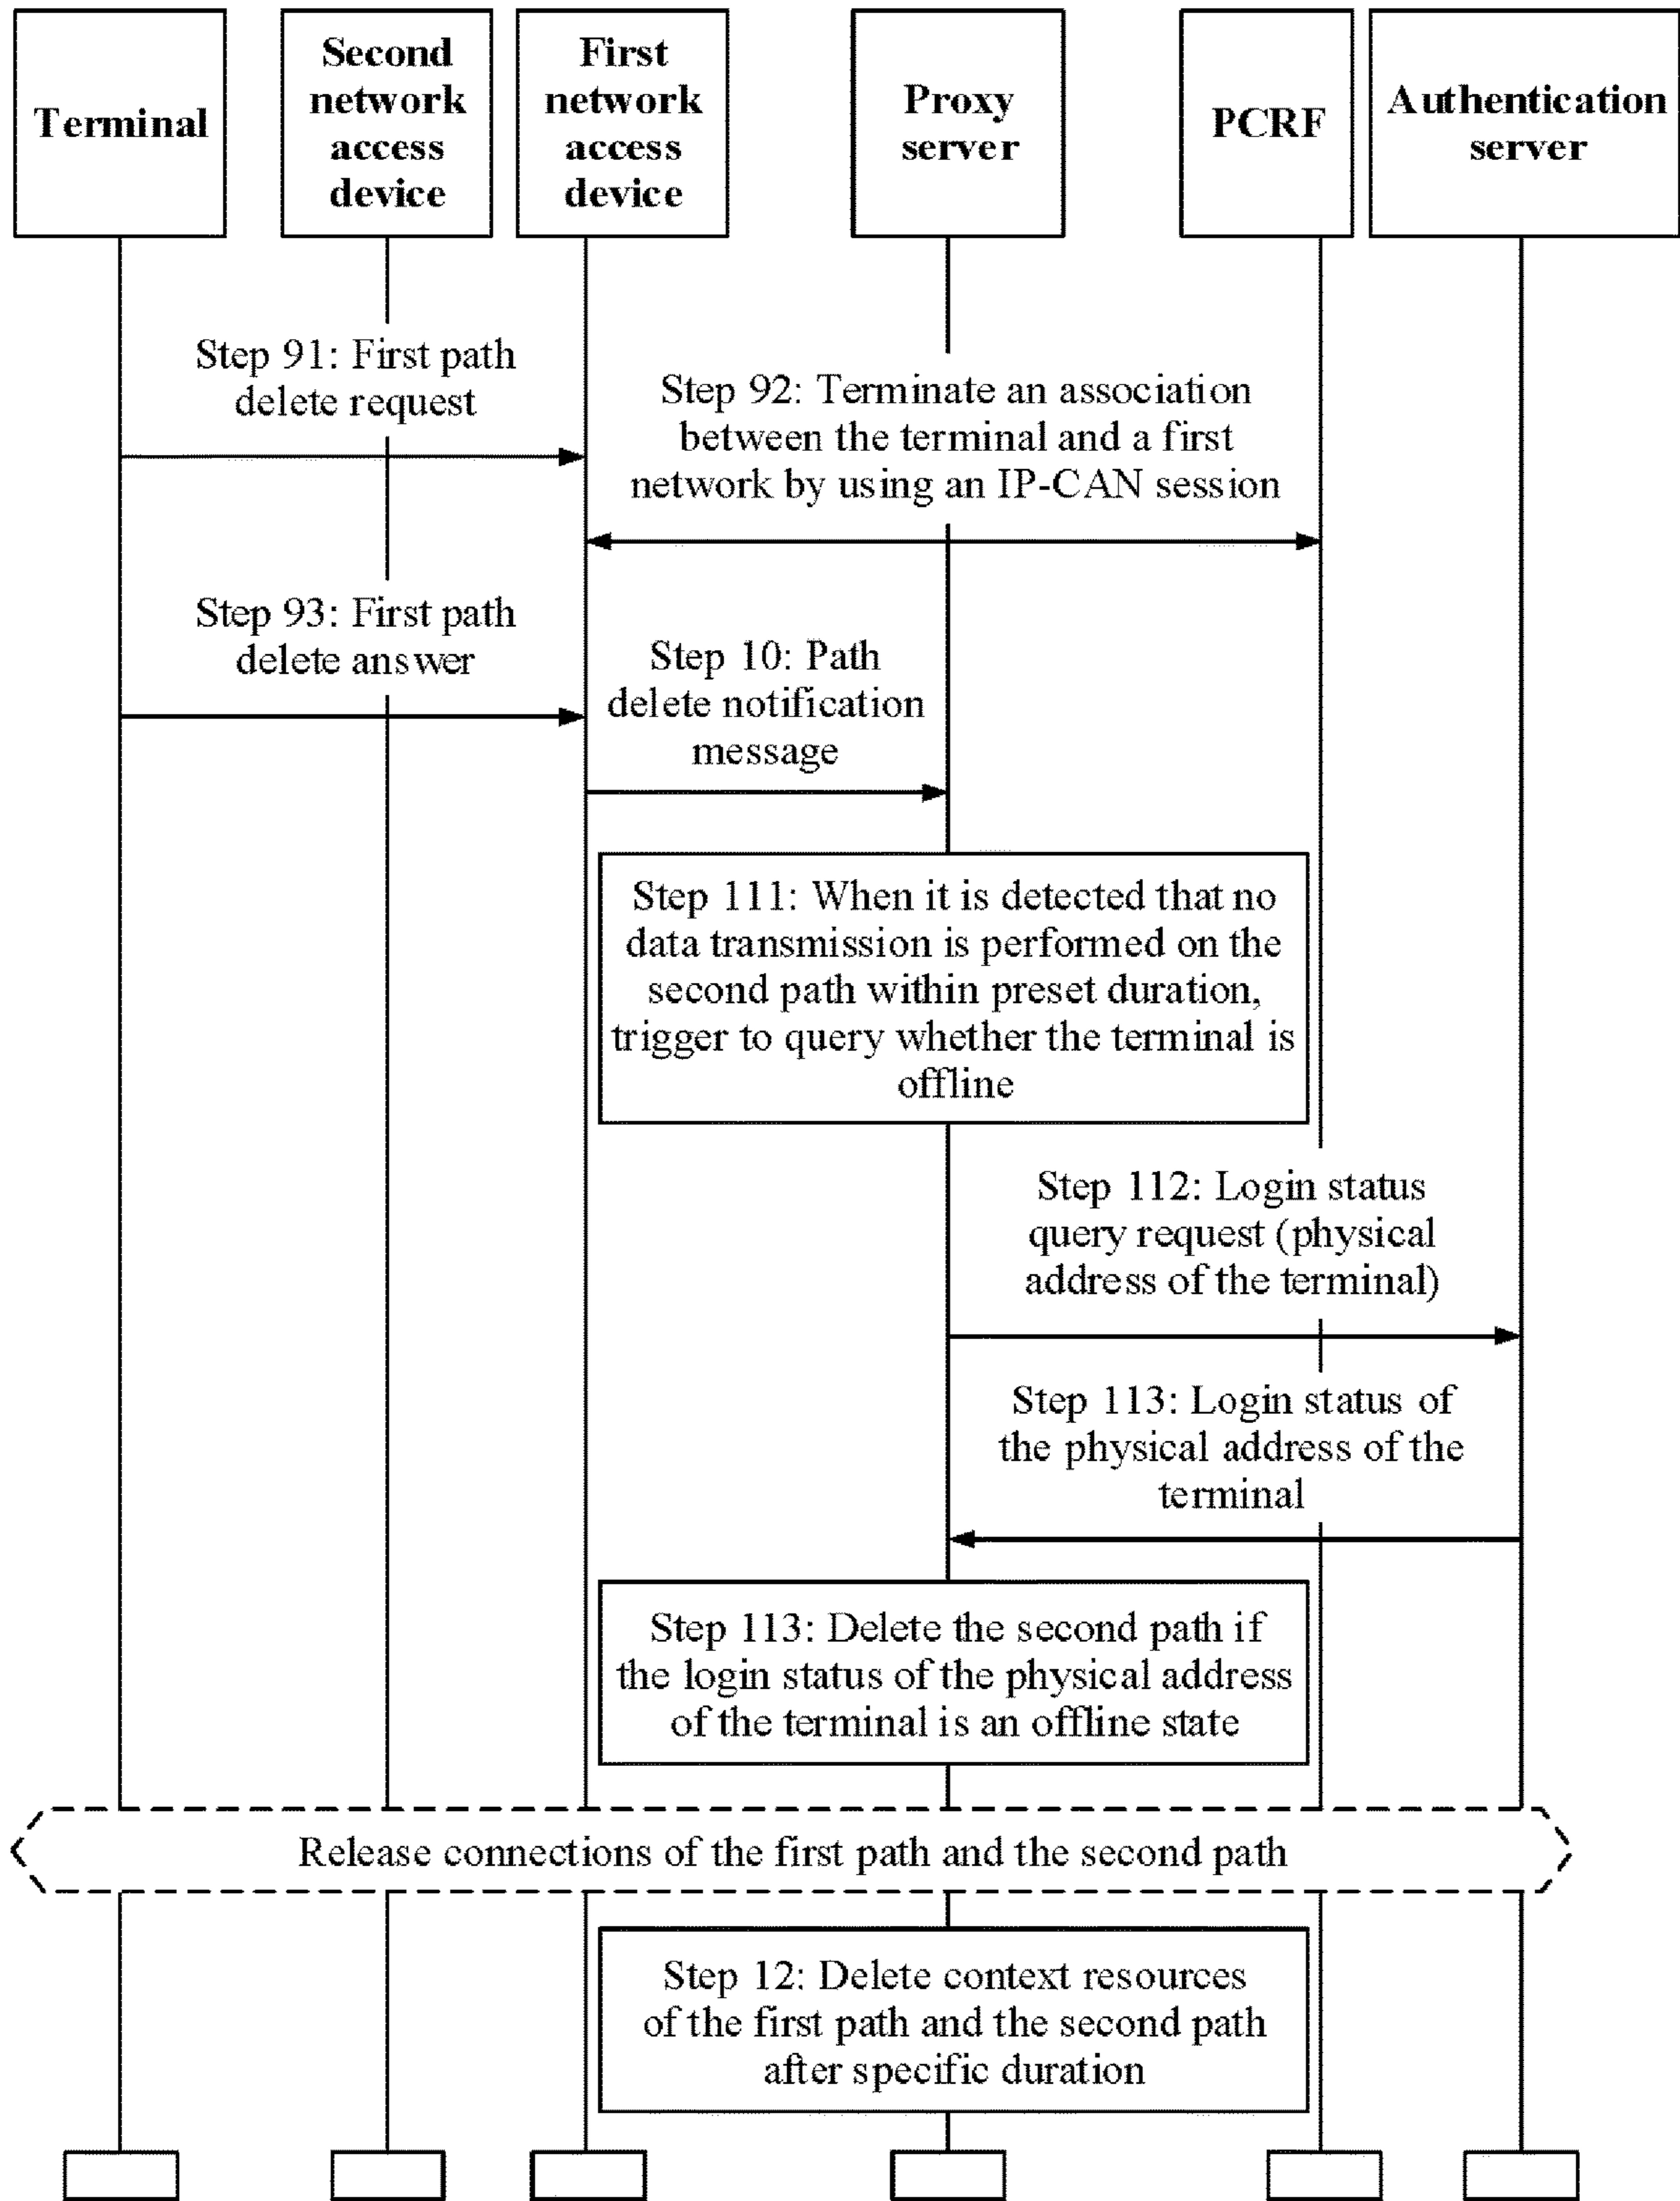 Terminal
Second
network
access
device
First
network
access
device
Proxy
server
PCRF
Authentication
server
Step 91: First path
delete request
Step 92: Terminate an association
between the terminal and a first
network by using an IP-CAN session
Step 93: First path
delete answer
Step 10: Path
delete notification
message
Step 111: When it is detected that no
data transmission is performed on the
second path within preset duration,
trigger to query whether the terminal is
offline
Step 112: Login status
query request (physical
address of the terminal)
Step 113: Login status of
the physical address of the
terminal
Step 113: Delete the second path if
the login status of the physical address
of the terminal is an offline state
Release connections of the first path and the second path
Step 12: Delete context resources
of the first path and the second path
after specific duration